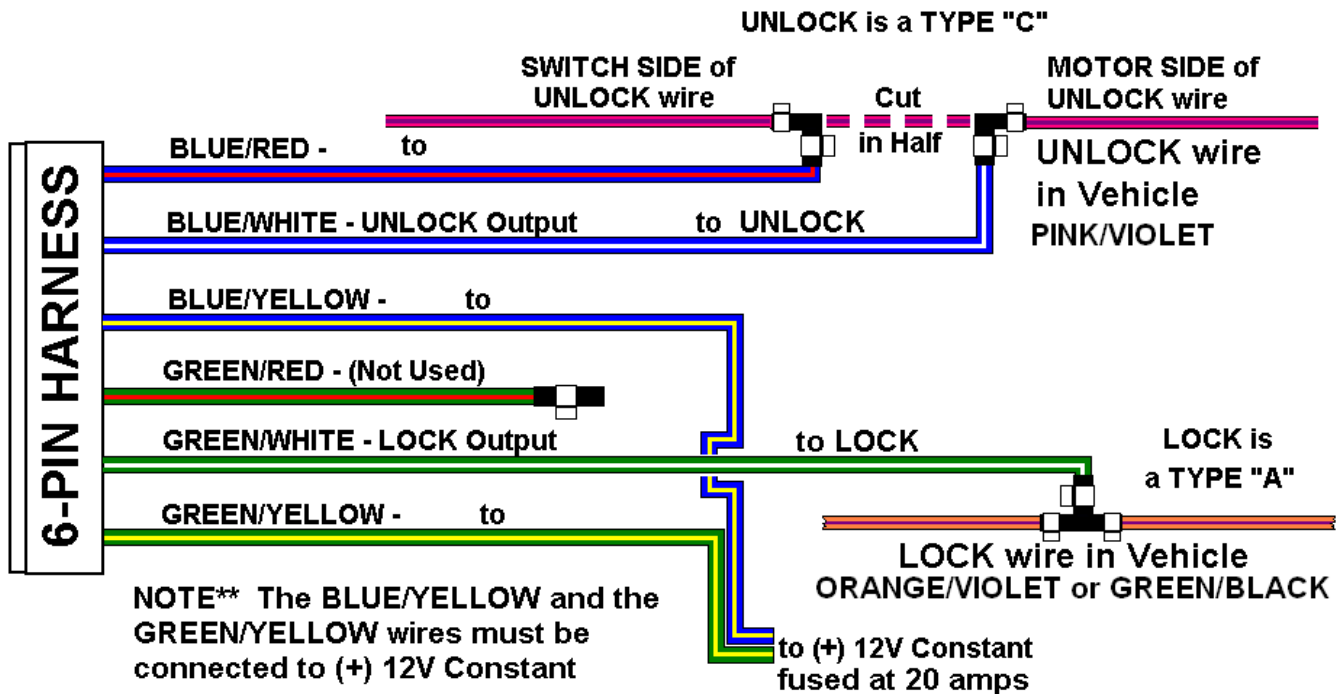 UNLOCK is a TYPE "C"
SWITCH SIDE of
UNLOCK wire
Cut
in Half
MOTOR SIDE of
UNLOCK wire
UNLOCK wire
in Vehicle
PINK/VIOLET
6-PIN HARNESS
BLUE/RED - to
BLUE/WHITE - UNLOCK Output to UNLOCK
BLUE/YELLOW - to
GREEN/RED - (Not Used)
GREEN/WHITE - LOCK Output to LOCK
LOCK is
a TYPE "A"
GREEN/YELLOW - to
LOCK wire in Vehicle
ORANGE/VIOLET or GREEN/BLACK
NOTE** The BLUE/YELLOW and the
GREEN/YELLOW wires must be
connected to (+) 12V Constant
to (+) 12V Constant
fused at 20 amps